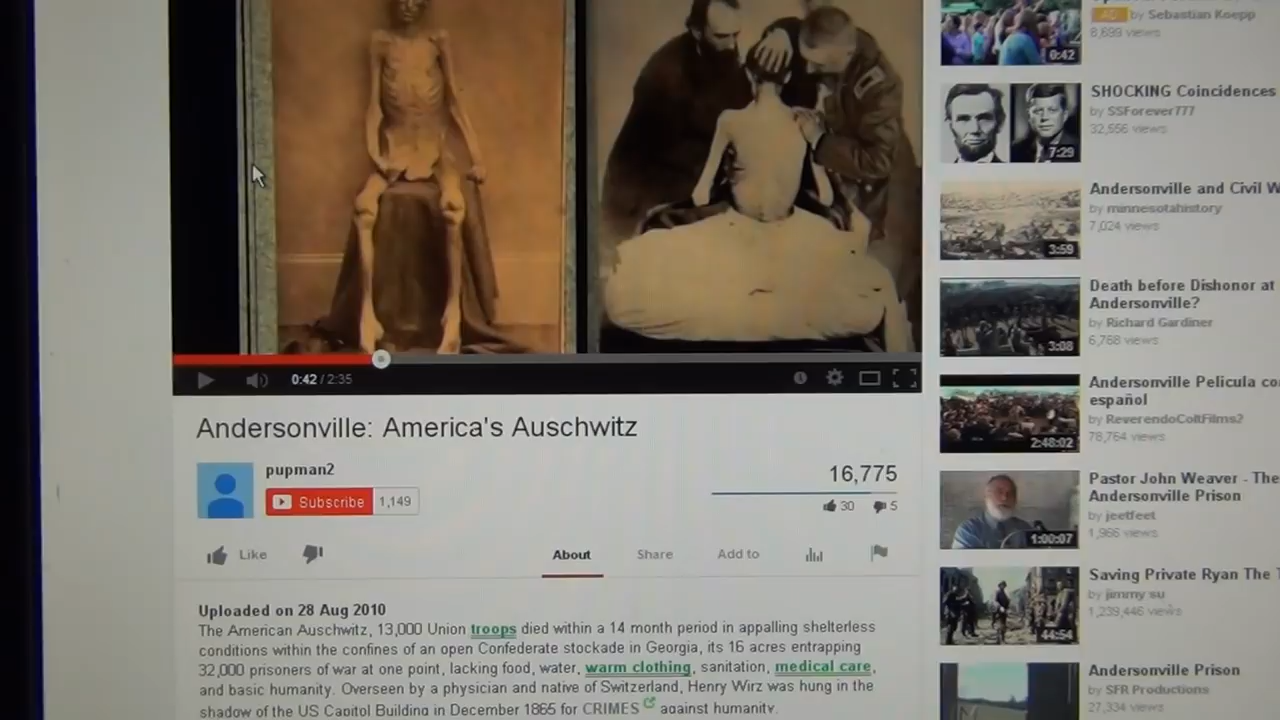 0:42 / 2:35
Andersonville: America's Auschwitz
pupman2
Subscribe 1,149
16,775
30 5
Like
About Share Add to
Uploaded on 28 Aug 2010
The American Auschwitz, 13,000 Union troops died within a 14 month period in appalling shelterless
conditions within the confines of an open Confederate stockade in Georgia, its 16 acres entrapping
32,000 prisoners of war at one point, lacking food, water, warm clothing, sanitation, medical care,
and basic humanity. Overseen by a physician and native of Switzerland, Henry Wirz was hung in the
shadow of the US Capitol Building in December 1865 for CRIMES against humanity.
AD by Sebastian Koepp
8,699 views
0:42
SHOCKING Coincidences
by SSForever777
32,556 views
7:29
Andersonville and Civil W
by minnesotahistory
7,024 views
3:59
Death before Dishonor at
Andersonville?
by Richard Gardiner
6,768 views
3:08
Andersonville Pelicula co
español
by ReverendoColtFilms2
78,764 views
2:48:02
Pastor John Weaver - The
Andersonville Prison
by jeetfeet
1,966 views
1:00:07
Saving Private Ryan The T
by jimmy su
1,239,446 views
44:54
Andersonville Prison
by SFR Productions
27,334 views